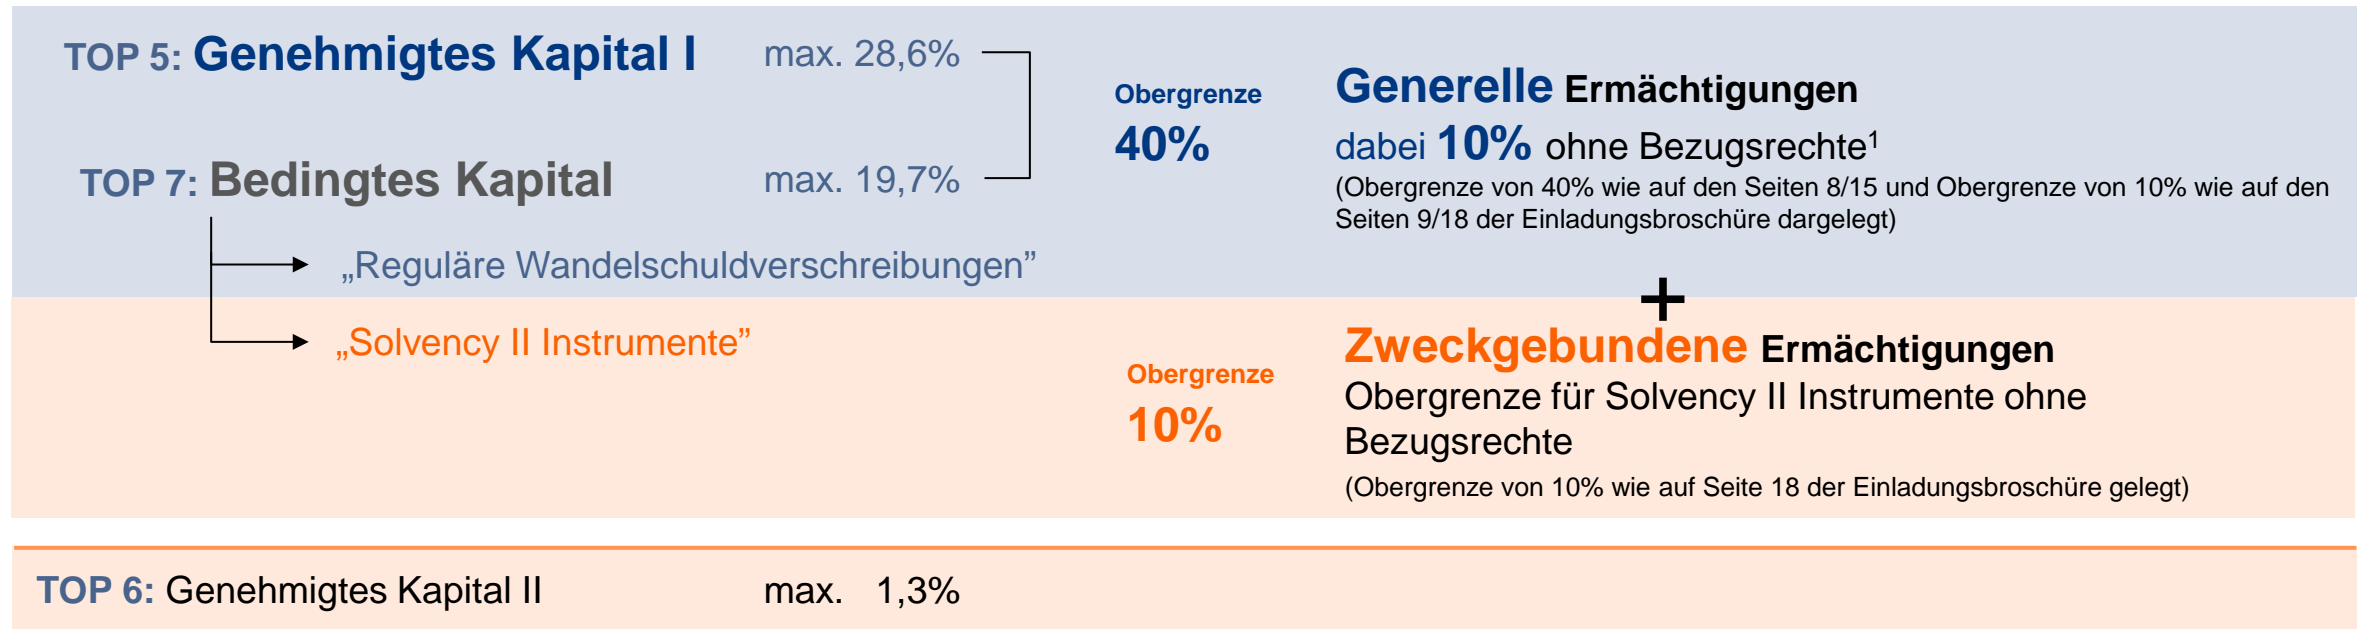 TOP 5: Genehmigtes Kapital I max. 28,6%
TOP 7: Bedingtes Kapital max. 19,7%
„Reguläre Wandelschuldverschreibungen”
„Solvency II Instrumente”
Obergrenze
40%
Generelle Ermächtigungen
dabei 10% ohne Bezugsrechte¹
(Obergrenze von 40% wie auf den Seiten 8/15 und Obergrenze von 10% wie auf den
Seiten 9/18 der Einladungsbroschüre dargelegt)
+
Obergrenze
10%
Zweckgebundene Ermächtigungen
Obergrenze für Solvency II Instrumente ohne
Bezugsrechte
(Obergrenze von 10% wie auf Seite 18 der Einladungsbroschüre gelegt)
TOP 6: Genehmigtes Kapital II max. 1,3%